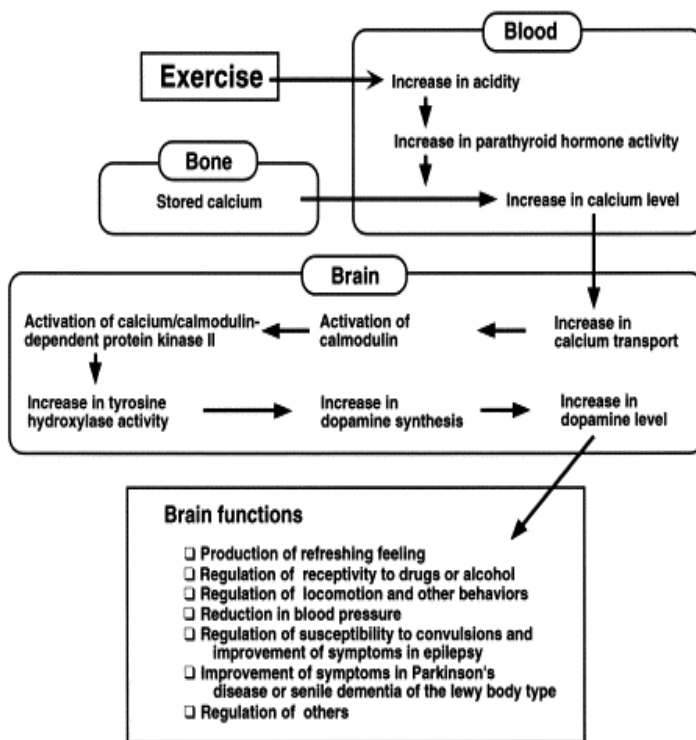 Blood
Exercise
Increase in acidity
Increase in parathyroid hormone activity
Bone
Stored calcium
Increase in calcium level
Brain
Activation of calcium/calmodulin-
dependent protein kinase II
Activation of
calmodulin
Increase in
calcium transport
Increase in tyrosine
hydroxylase activity
Increase in
dopamine synthesis
Increase in
dopamine level
Brain functions
❑ Production of refreshing feeling
❑ Regulation of receptivity to drugs or alcohol
❑ Regulation of locomotion and other behaviors
❑ Reduction in blood pressure
❑ Regulation of susceptibility to convulsions and
improvement of symptoms in epilepsy
❑ Improvement of symptoms in Parkinson's
disease or senile dementia of the lewy body type
❑ Regulation of others